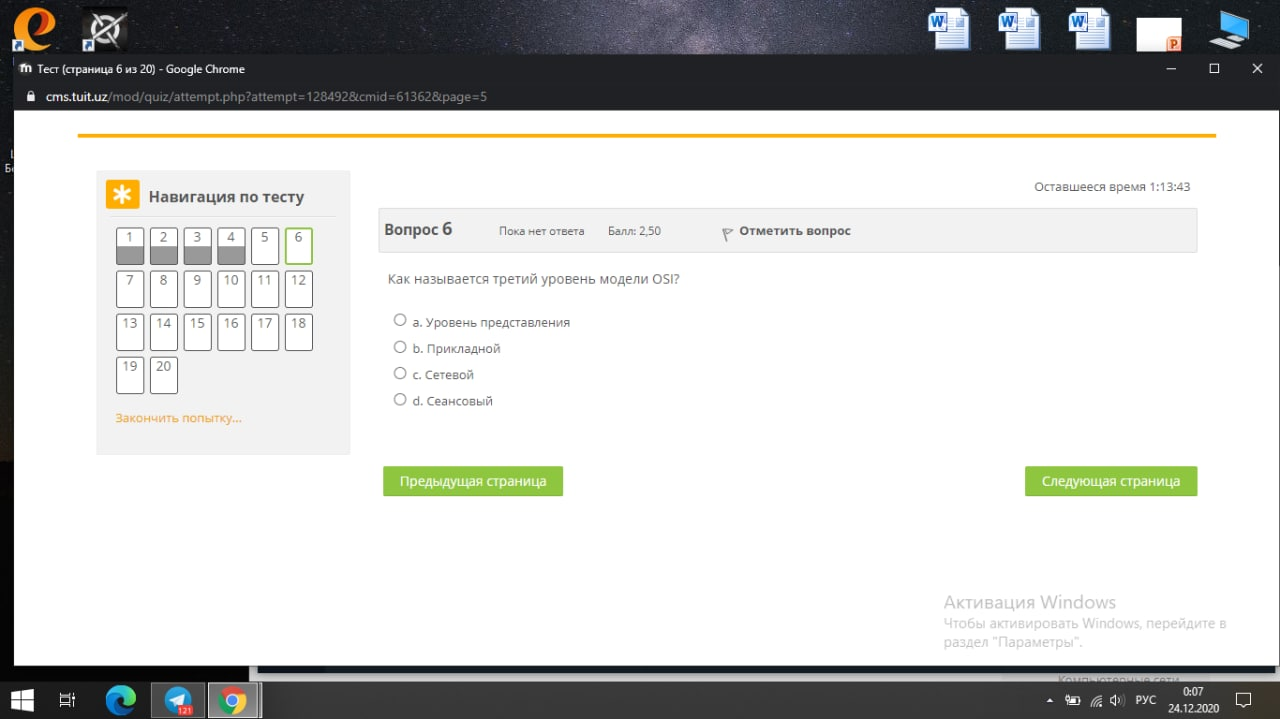 Тест (страница 6 из 20) - Google Chrome
cms.tuit.uz/mod/quiz/attempt.php?attempt=128492&cmid=61362&page=5
Навигация по тесту
1 2 3 4 5 6
7 8 9 10 11 12
13 14 15 16 17 18
19 20
Закончить попытку...
Оставшееся время 1:13:43
Вопрос 6 Пока нет ответа Балл: 2,50 Отметить вопрос
Как называется третий уровень модели OSI?
a. Уровень представления
b. Прикладной
c. Сетевой
d. Сеансовый
Предыдущая страница Следующая страница
Активация Windows
Чтобы активировать Windows, перейдите в
раздел "Параметры".
Компьютерные сети
121
РУС
0:07
24.12.2020